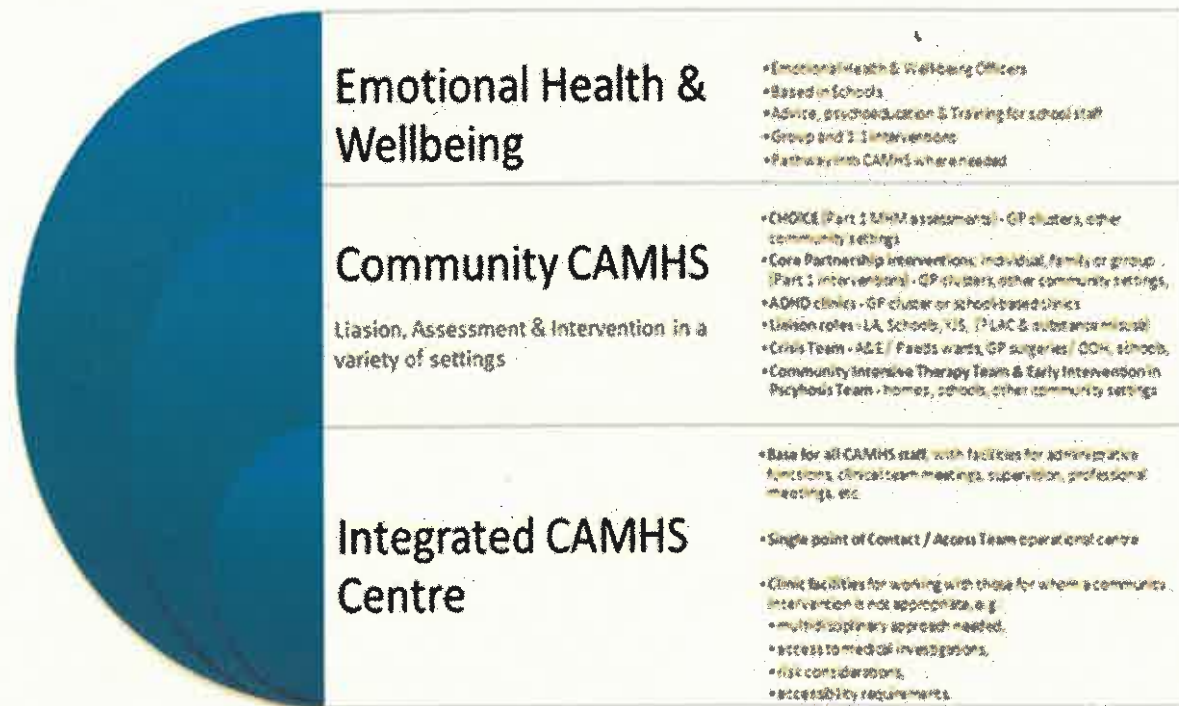 Emotional Health &
Wellbeing
• Emotional Health & Wellbeing Officers
• Based in Schools
• Advice, psychoeducation & Training for school staff
• Group and 1:1 interventions
• Pathway into CAMHS where needed
Community CAMHS
Liasion, Assessment & Intervention in a
variety of settings
• CHOICE (Part 1 MHM assessments) - GP clusters, other
community settings
• Core Partnership interventions, individual, family or group
(Part 1 interventions) - GP clusters, other community settings,
• ADHD clinics - GP cluster or school-based clinics
• Liaison roles - LA, Schools, (? LAC & substance misuse)
• Crisis Team - A&E / Paeds wards, GP surgeries / OOH, schools,
• Community Intensive Therapy Team & Early Intervention in
Pscyhosis Team - homes, schools, other community settings
Integrated CAMHS
Centre
• Base for all CAMHS staff, with facilities for administrative
functions, clinical team meetings, supervision, professional
meetings, etc.
• Single point of Contact / Access Team operational centre
• Clinic facilities for working with those for whom a community
intervention is not appropriate, e.g.
• multidisciplinary approach needed,
• access to medical investigations,
• risk considerations,
• accessibility requirements.